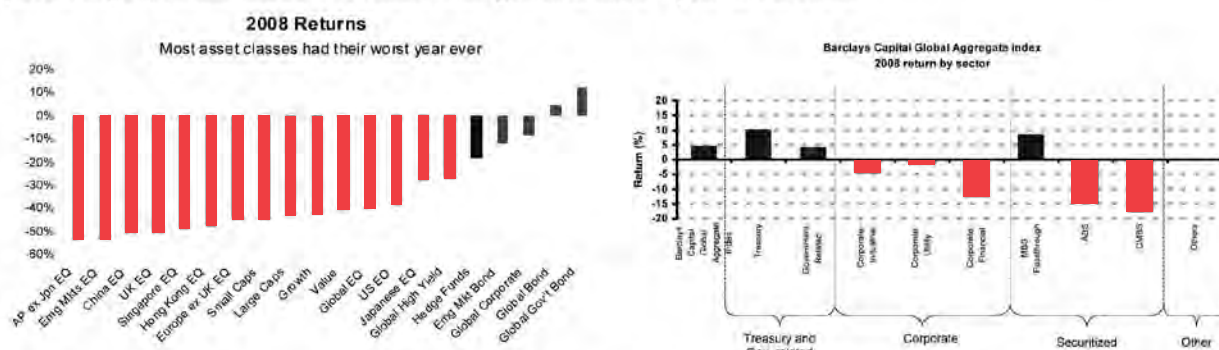 2008 Returns
Most asset classes had their worst year ever
20%
10%
0%
-10%
-20%
-30%
-40%
-50%
-60%
AP ex Jpn EQ
Emg Mkts EQ
China EQ
UK EQ
Singapore EQ
Hong Kong EQ
Europe ex UK EQ
Small Caps
Large Caps
Growth
Value
Global EQ
US EQ
Japanese EQ
Global High Yield
Hedge Funds
Emg Mkt Bond
Global Corporate
Global Bond
Global Gov't Bond
Barclays Capital Global Aggregate Index
2008 return by sector
Return (%)
20
15
10
5
0
-5
-10
-15
-20
Barclays
Capital
Global
Aggregate
Treasury
Government
Related
Corporate
Industrial
Corporate
Utility
Corporate
Financial
MBS
Passthrough
ABS
CMBS
Others
Treasury and
Corporate
Securitized
Other